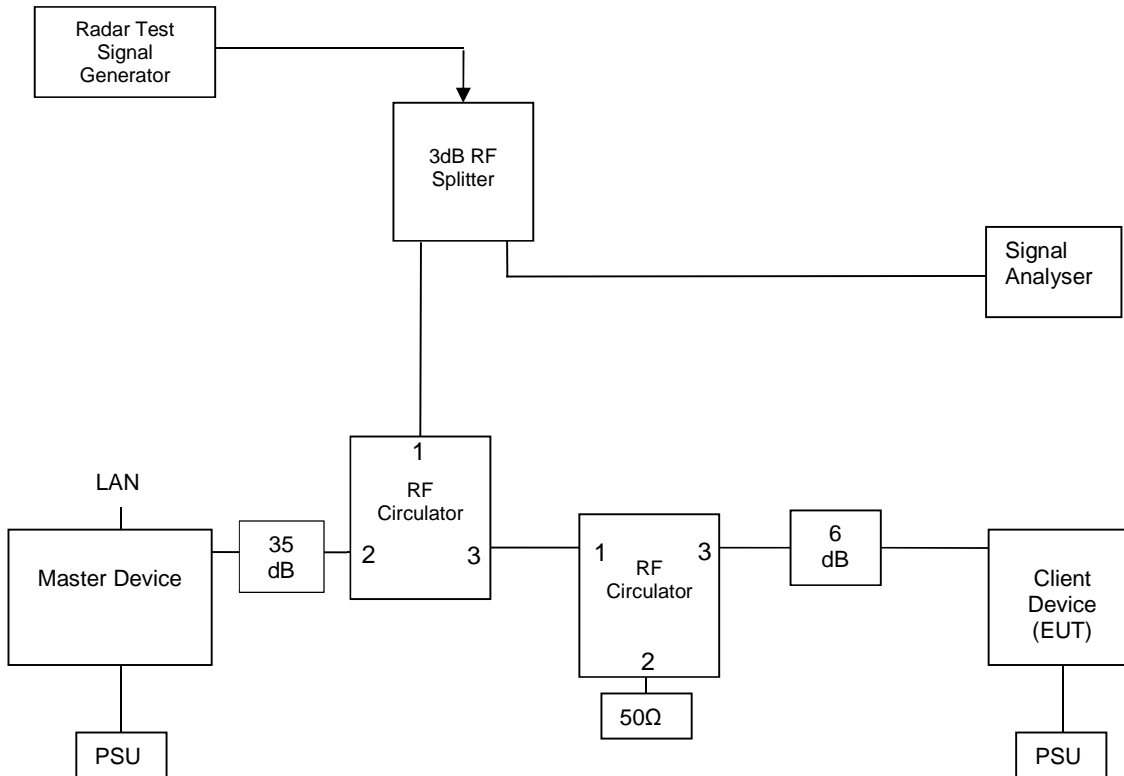 Radar Test
Signal
Generator
3dB RF
Splitter
Signal
Analyser
1
RF
Circulator
2
3
LAN
Master Device
35
dB
1
3
RF
Circulator
2
50Ω
6
dB
Client
Device
(EUT)
PSU
PSU